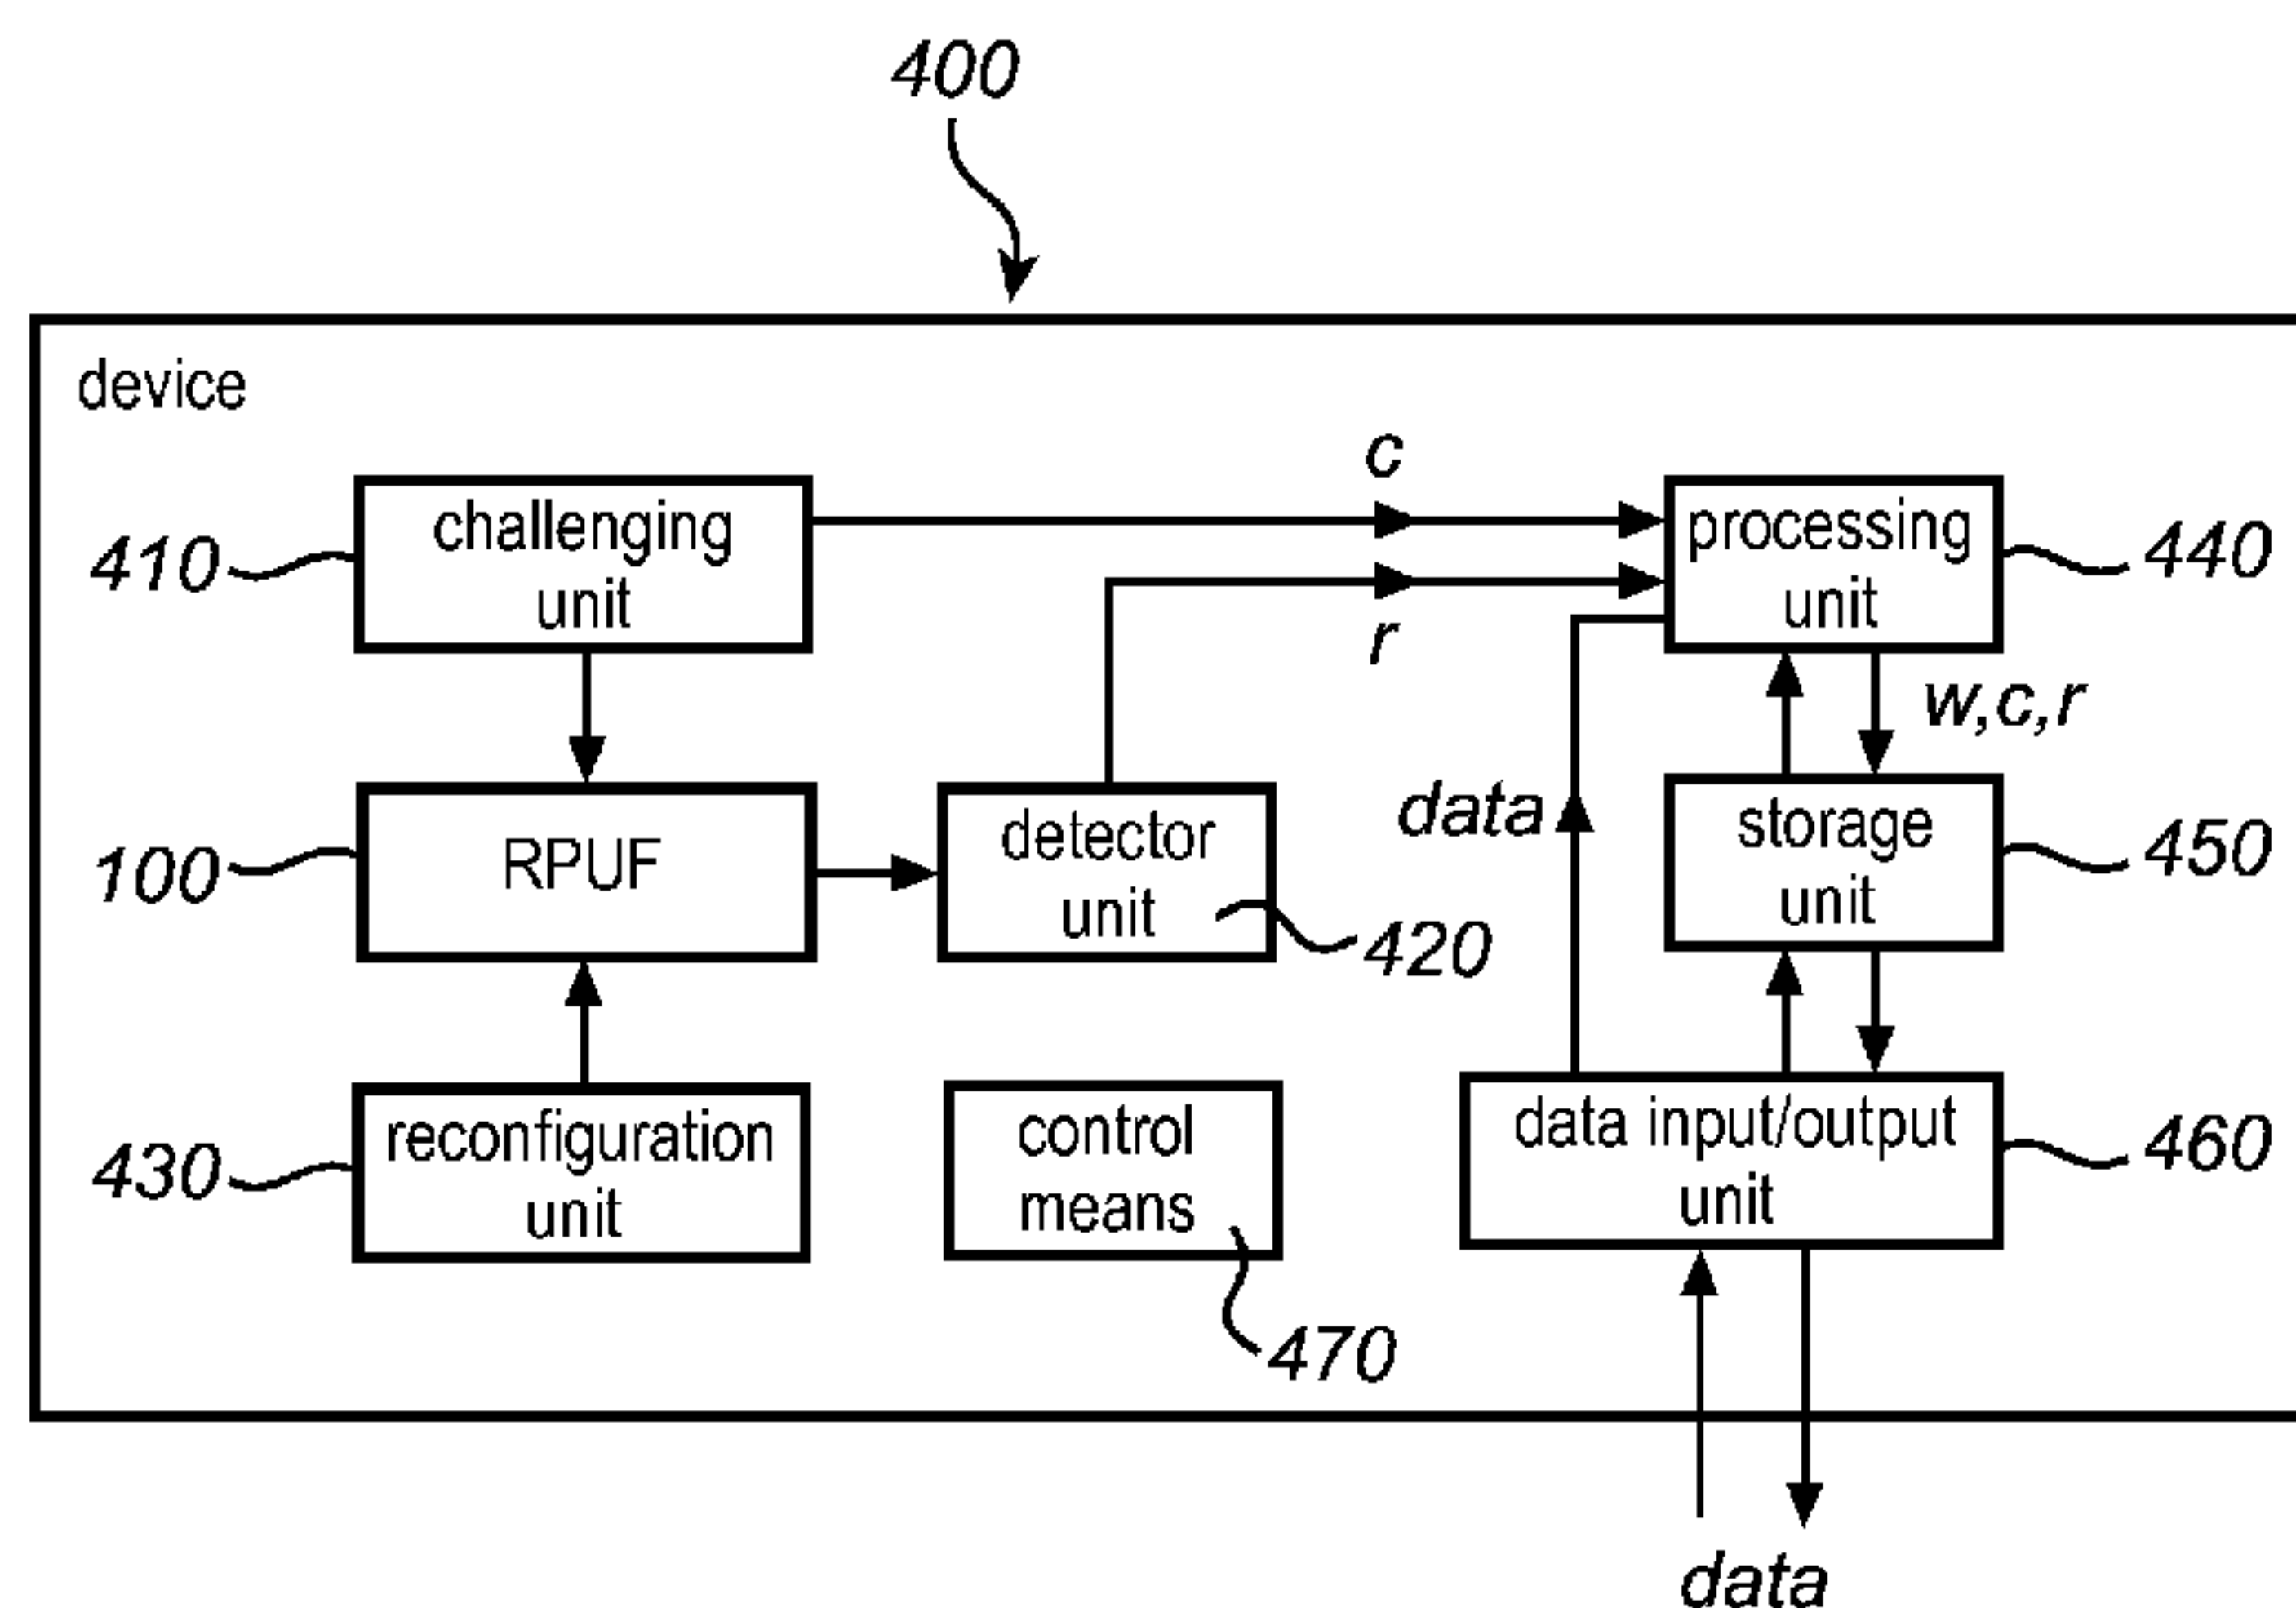 400
device
410
challenging
unit
c
processing
unit
440
r
w,c,r
100
RPUF
detector
unit
420
data
storage
unit
450
430
reconfiguration
unit
control
means
470
data input/output
unit
460
data